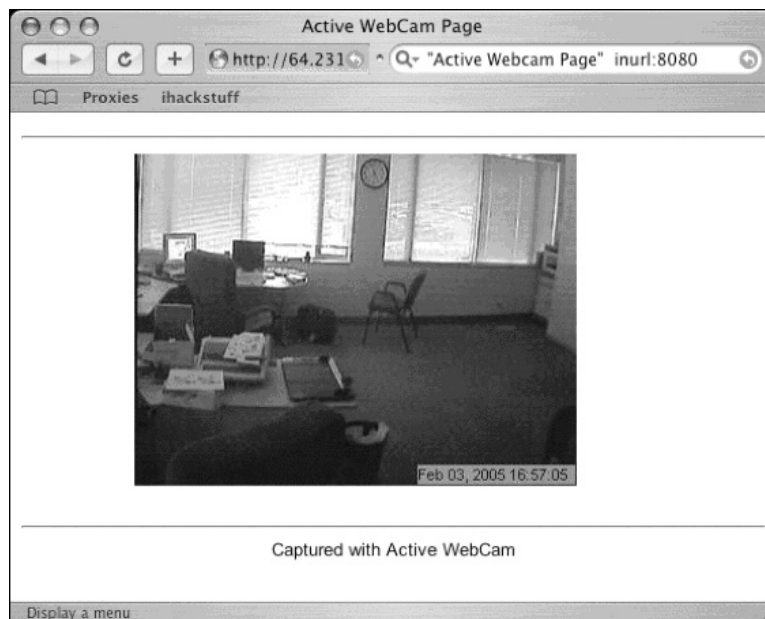 Active WebCam Page
http://64.231
"Active Webcam Page" inurl:8080
Proxies ihackstuff
Feb 03, 2005 16:57:05
Captured with Active WebCam
Display a menu